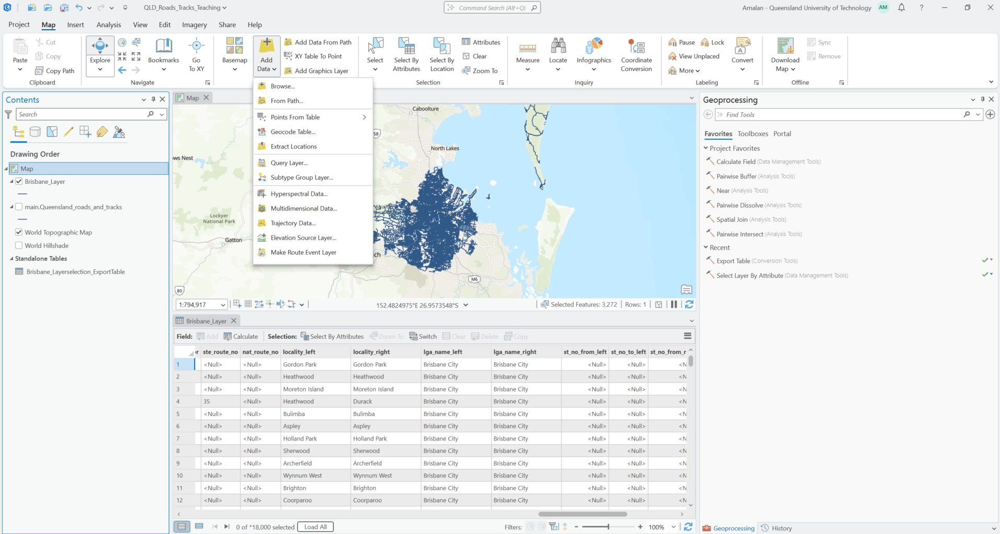 QLD_Roads_Tracks_Teaching
Command Search (Alt+Q)
Amalan - Queensland University of Technology
AM
?
Project Map Insert Analysis View Edit Imagery Share Help
Paste
Cut
Copy
Copy Path
Clipboard
Explore
Bookmarks
Go To XY
Navigate
Basemap
Add Data
Add Data From Path
XY Table To Point
Add Graphics Layer
Select
Select By Attributes
Select By Location
Attributes
Clear
Zoom To
Selection
Measure
Locate
Infographics
Coordinate Conversion
Inquiry
Pause
Lock
View Unplaced
More
Convert
Labeling
Download Map
Sync
Remove
Offline
Browse...
From Path...
Points From Table
Geocode Table...
Extract Locations
Query Layer...
Subtype Group Layer...
Hyperspectral Data...
Multidimensional Data...
Trajectory Data...
Elevation Source Layer...
Make Route Event Layer
Contents
Search
Drawing Order
Map
Brisbane_Layer
main.Queensland_roads_and_tracks
World Topographic Map
World Hillshade
Standalone Tables
Brisbane_Layerselection_ExportTable
Map
Caboolture
58
North Lakes
ws Nest
Lockyer
National Park
Gatton
ich
M6
80
1:794,917
152.4824975°E 26.9573548°S
Selected Features: 3,272
Rows: 1
Brisbane_Layer
Field: Add Calculate Selection: Select By Attributes Zoom To Switch Clear Delete Copy
or ste_route_no nat_route_no locality_left locality_right lga_name_left lga_name_right st_no_from_left st_no_to_left st_no_from_r
1 <Null> <Null> Gordon Park Gordon Park Brisbane City Brisbane City <Null> <Null> <N
2 <Null> <Null> Heathwood Heathwood Brisbane City Brisbane City <Null> <Null> <N
3 <Null> <Null> Moreton Island Moreton Island Brisbane City Brisbane City <Null> <Null> <N
4 35 <Null> Heathwood Durack Brisbane City Brisbane City <Null> <Null> <N
5 <Null> <Null> Bulimba Bulimba Brisbane City Brisbane City <Null> <Null> <N
6 <Null> <Null> Aspley Aspley Brisbane City Brisbane City <Null> <Null> <N
7 <Null> <Null> Holland Park Holland Park Brisbane City Brisbane City <Null> <Null> <N
8 <Null> <Null> Sherwood Sherwood Brisbane City Brisbane City <Null> <Null> <N
9 <Null> <Null> Archerfield Archerfield Brisbane City Brisbane City <Null> <Null> <N
10 <Null> <Null> Wynnum West Wynnum West Brisbane City Brisbane City <Null> <Null> <N
11 <Null> <Null> Brighton Brighton Brisbane City Brisbane City <Null> <Null> <N
12 <Null> <Null> Coorparoo Coorparoo Brisbane City Brisbane City <Null> <Null> <N
0 of *18,000 selected
Load All
Filters:
100%
Geoprocessing
Find Tools
Favorites Toolboxes Portal
Project Favorites
Calculate Field (Data Management Tools)
Pairwise Buffer (Analysis Tools)
Near (Analysis Tools)
Pairwise Dissolve (Analysis Tools)
Spatial Join (Analysis Tools)
Pairwise Intersect (Analysis Tools)
Recent
Export Table (Conversion Tools)
Select Layer By Attribute (Data Management Tools)
Geoprocessing
History